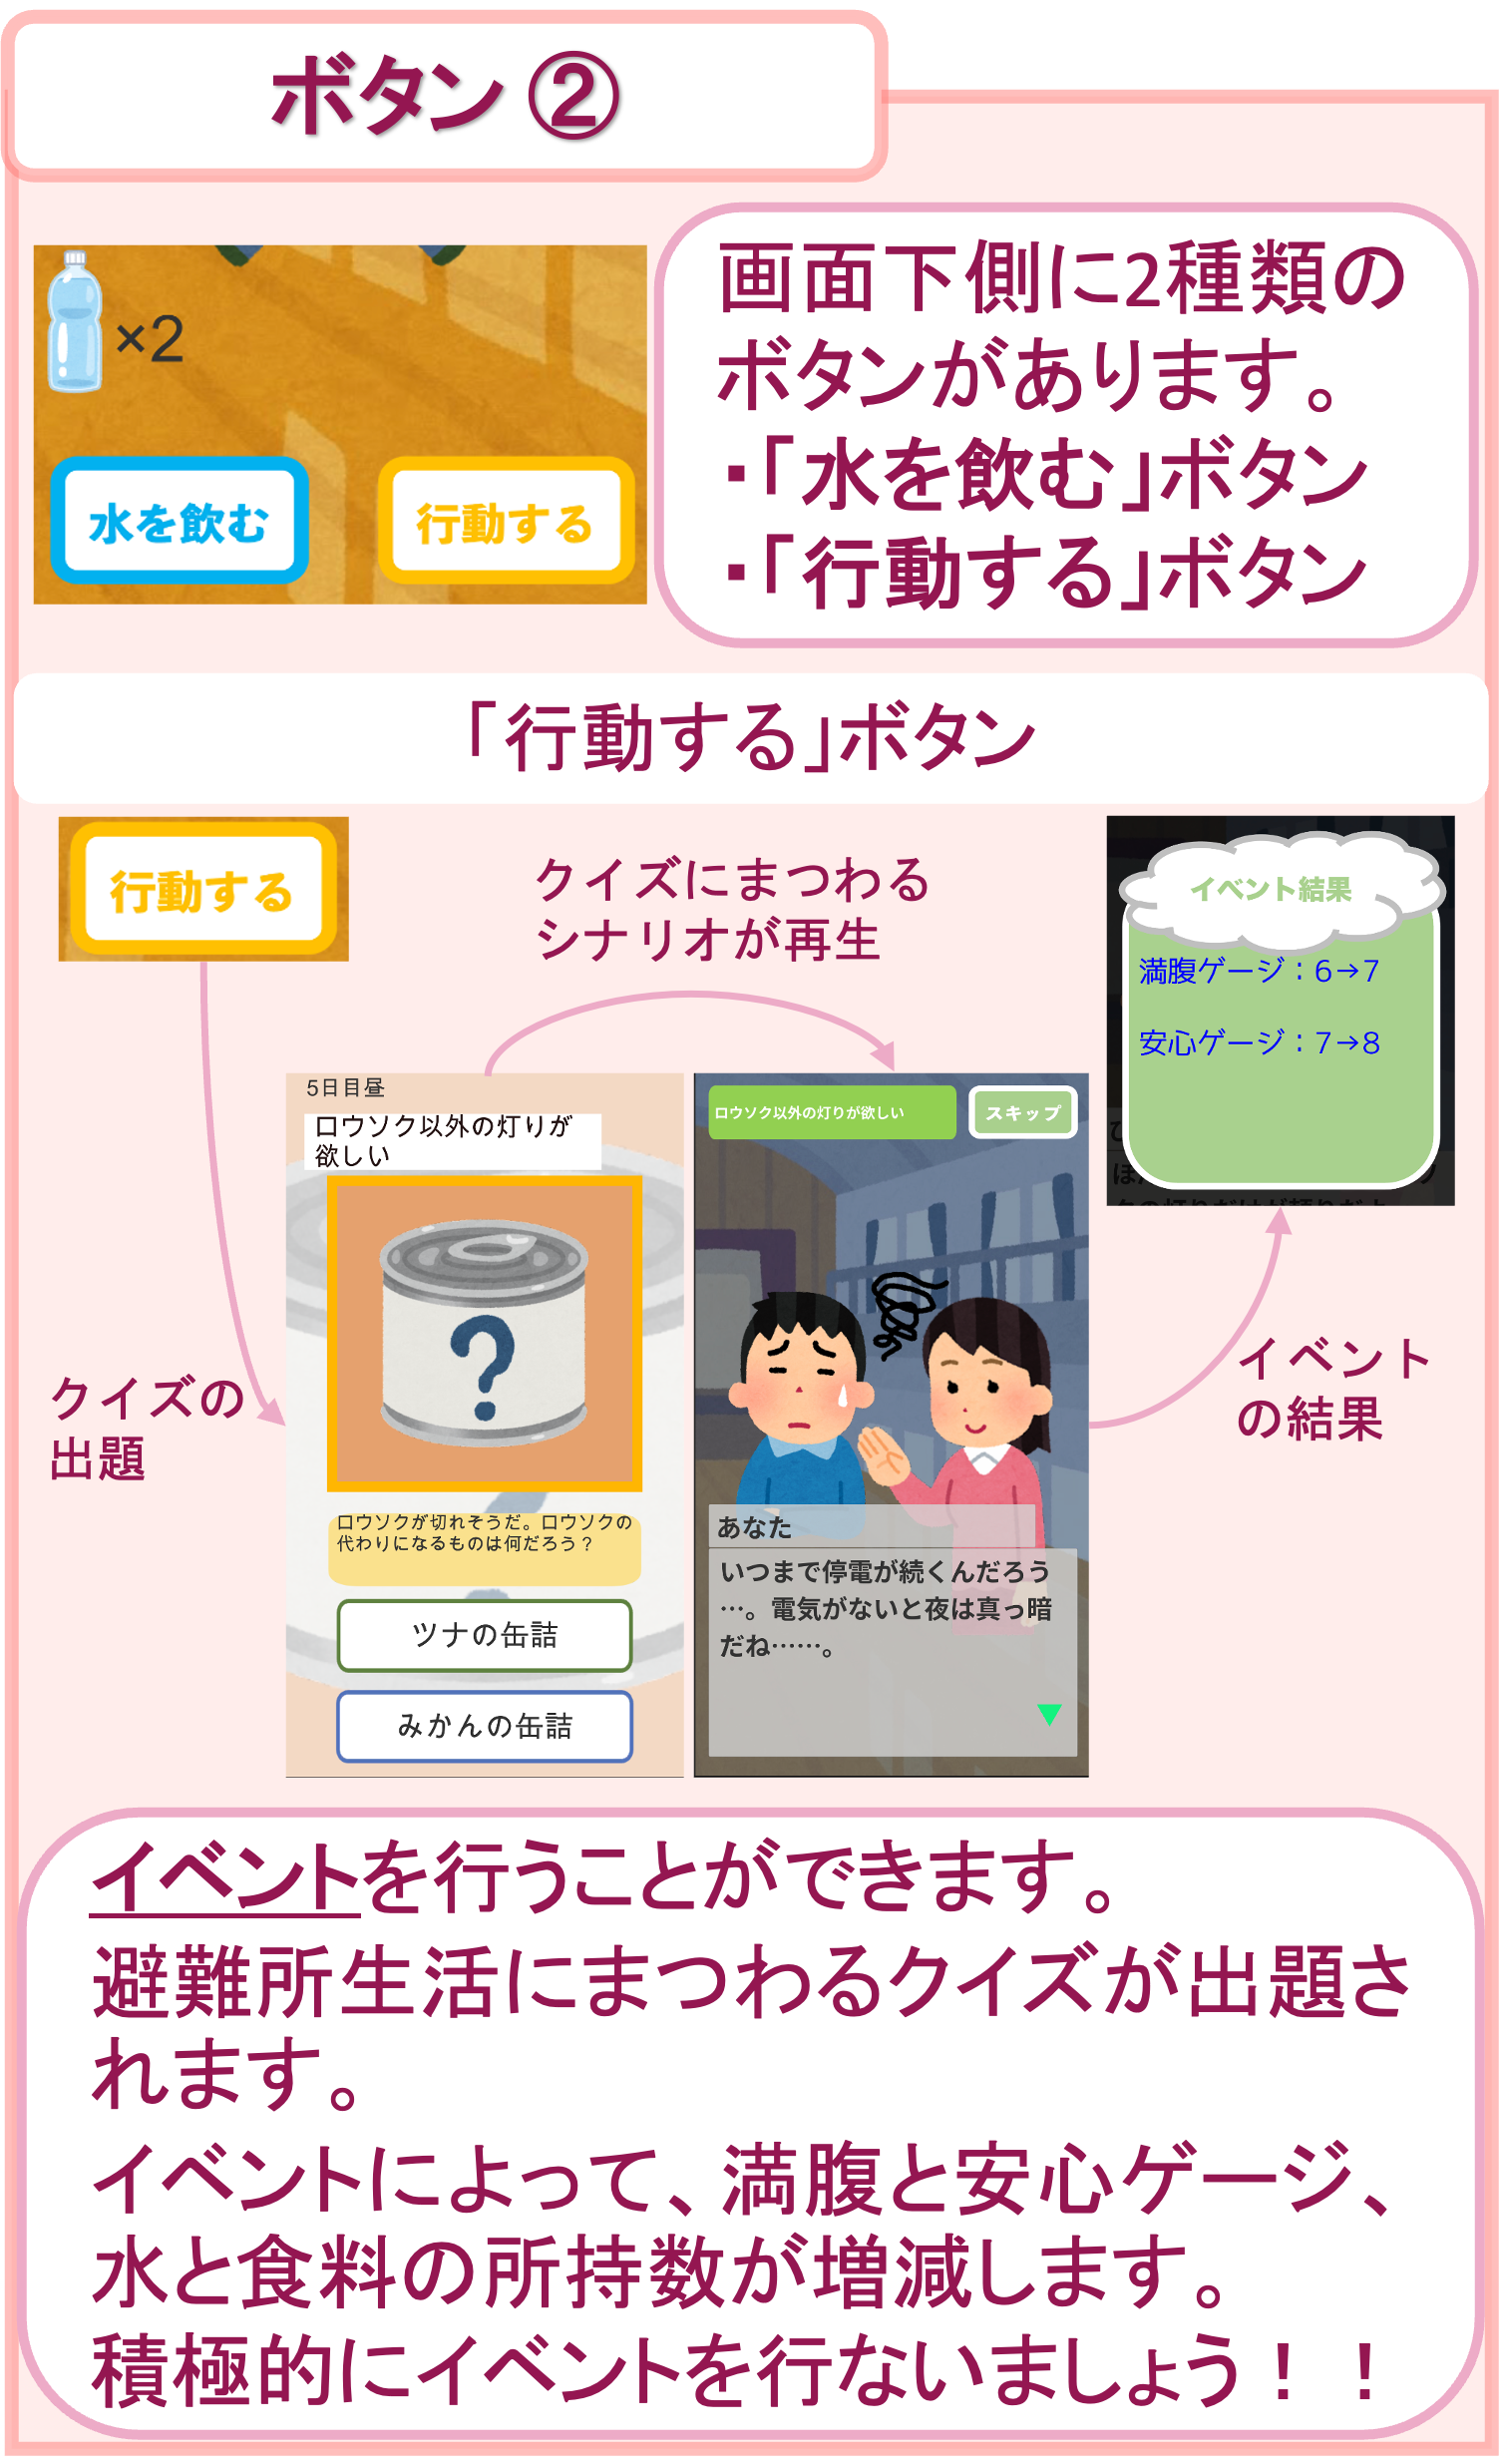 ボタン ②
×2
水を飲む
行動する
画面下側に2種類の
ボタンがあります。
・「水を飲む」ボタン
・「行動する」ボタン
「行動する」ボタン
行動する
クイズにまつわる
シナリオが再生
イベント結果
満腹ゲージ：6→7
安心ゲージ：7→8
クイズの
出題
5日目昼
ロウソク以外の灯りが
欲しい
?
ロウソクが切れそうだ。ロウソクの
代わりになるものは何だろう？
ツナの缶詰
みかんの缶詰
ロウソク以外の灯りが欲しい
スキップ
あなた
いつまで停電が続くんだろう
…。電気がないと夜は真っ暗
だね……。
イベント
の結果
イベントを行うことができます。
避難所生活にまつわるクイズが出題さ
れます。
イベントによって、満腹と安心ゲージ、
水と食料の所持数が増減します。
積極的にイベントを行ないましょう！！